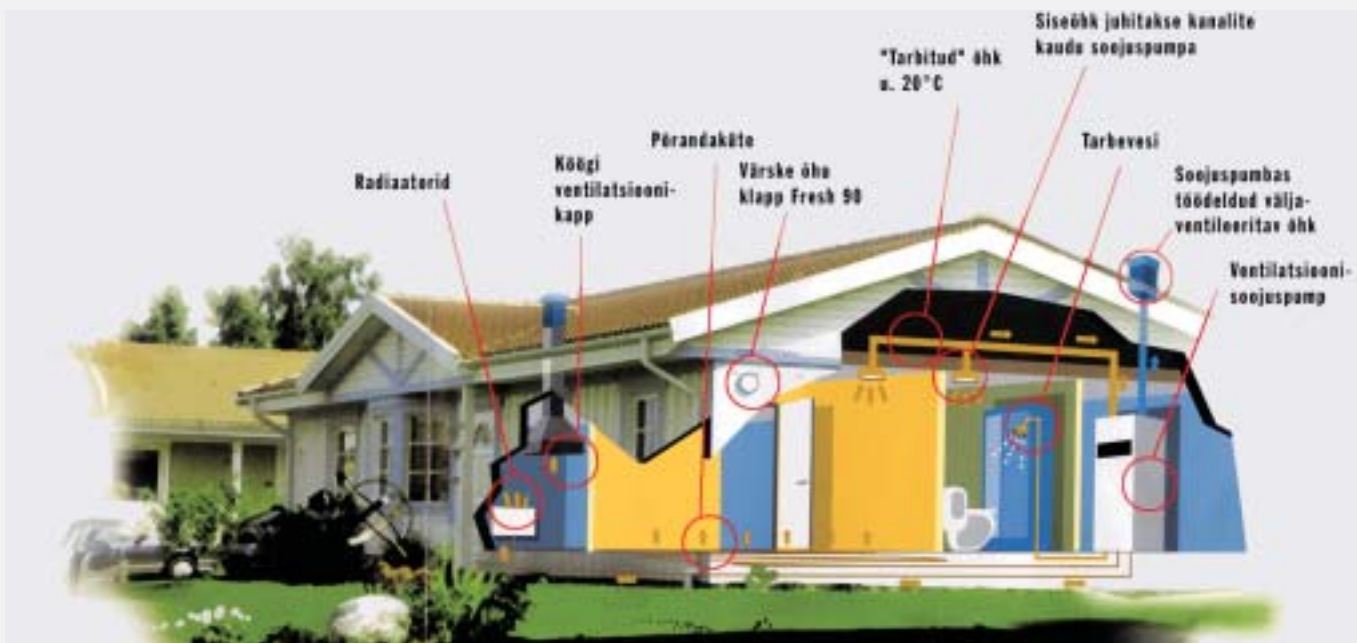 Radiaatorid
Köögi
ventilatsiooni-
kapp
Põrandaküte
Värske õhu
klapp Fresh 90
"Tarbitud" õhk
u. 20°C
Siseõhk juhitakse kanalite
kaudu soojuspumpa
Tarbevesi
Soojuspumbas
töödeldud välja-
ventileeritav õhk
Ventilatsiooni-
soojuspump